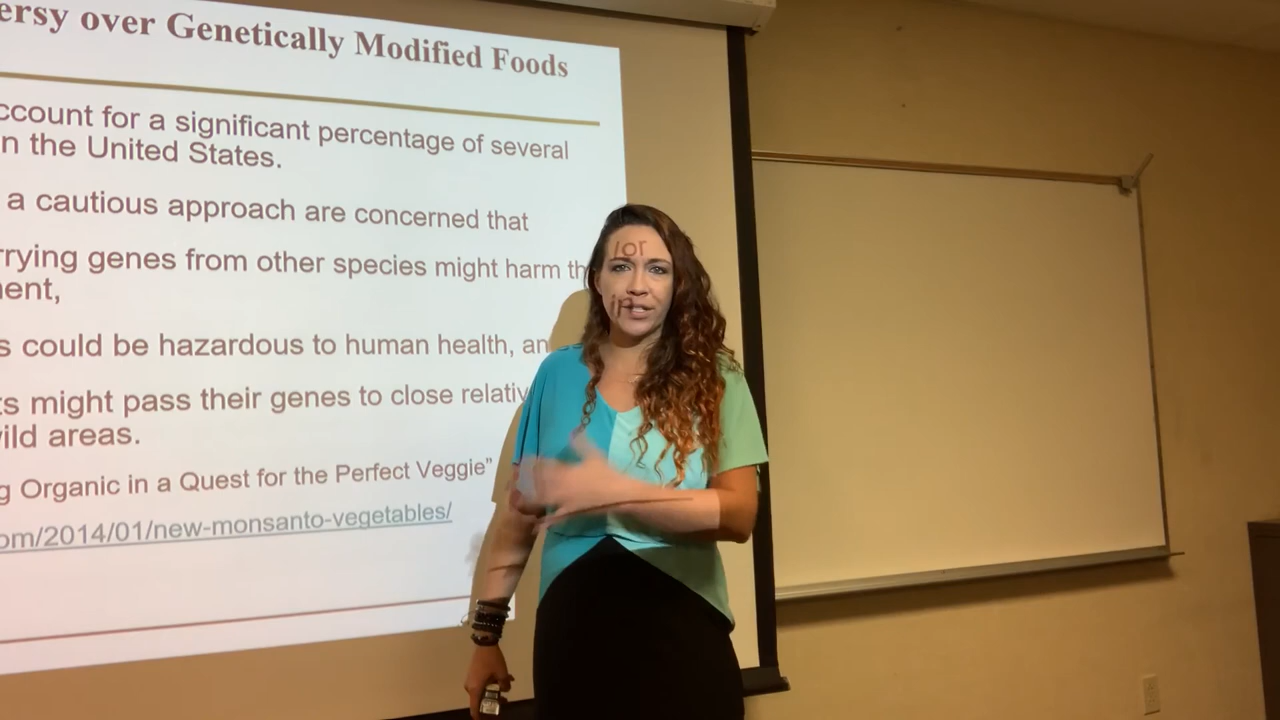 ersy over Genetically Modified Foods
ccount for a significant percentage of several
n the United States.
a cautious approach are concerned that
rrying genes from other species might harm th
ent,
s could be hazardous to human health, an
ts might pass their genes to close relativ
ild areas.
g Organic in a Quest for the Perfect Veggie”
om/2014/01/new-monsanto-vegetables/